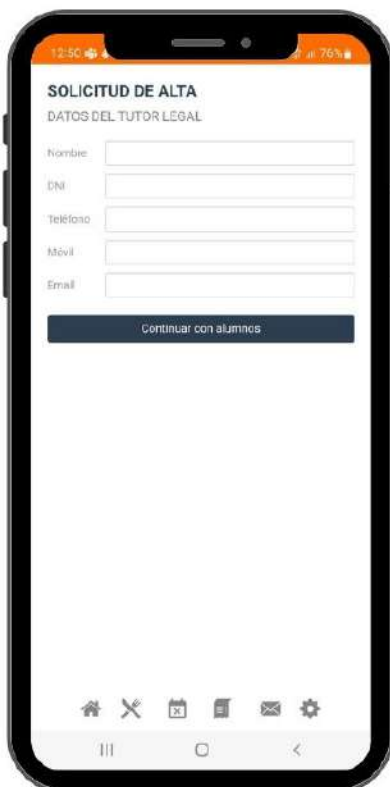 12:50
76%
SOLICITUD DE ALTA
DATOS DEL TUTOR LEGAL
Nombre
DNI
Teléfono
Móvil
Email
Continuar con alumnos